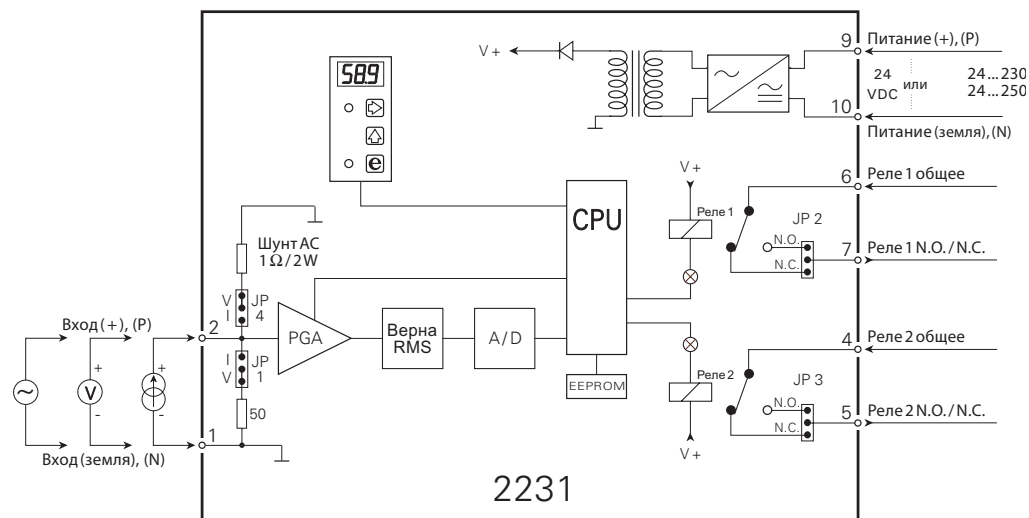 V +
9
Питание (+), (P)
58.9
24
VDC
или
24...230
24...250
10
Питание (земля), (N)
e
6
Реле 1 общее
V +
CPU
Реле 1
JP 2
N.O.
7
Реле 1 N.O. / N.C.
N.C.
Шунт AC
1 Ω / 2W
V
I
JP
4
Вход (+), (P)
2
PGA
Верна
RMS
A / D
4
Реле 2 общее
I
V
JP
1
EEPROM
Реле 2
JP 3
+
V
-
+
-
50
N.O.
5
Реле 2 N.O. / N.C.
N.C.
1
Вход (земля), (N)
V +
2231